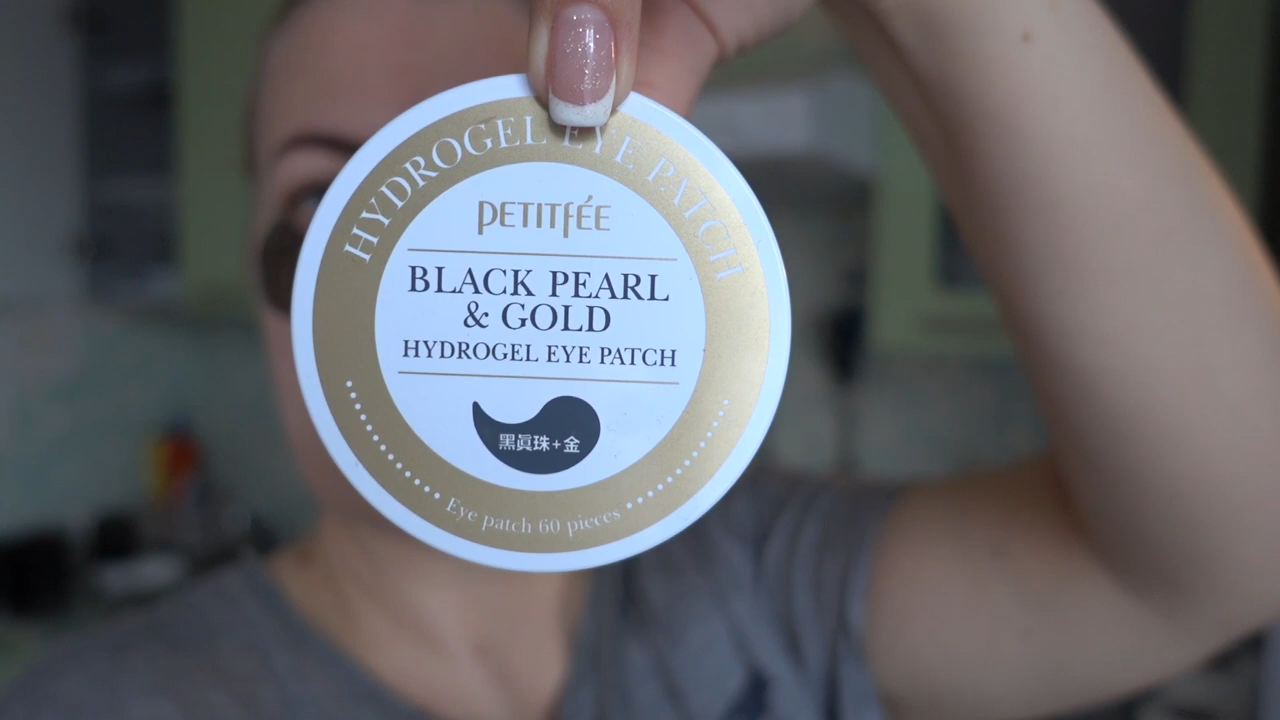 HYDROGEL EYE PATCH
PETITFÉE
BLACK PEARL
& GOLD
HYDROGEL EYE PATCH
黑眞珠+金
Eye patch 60 pieces